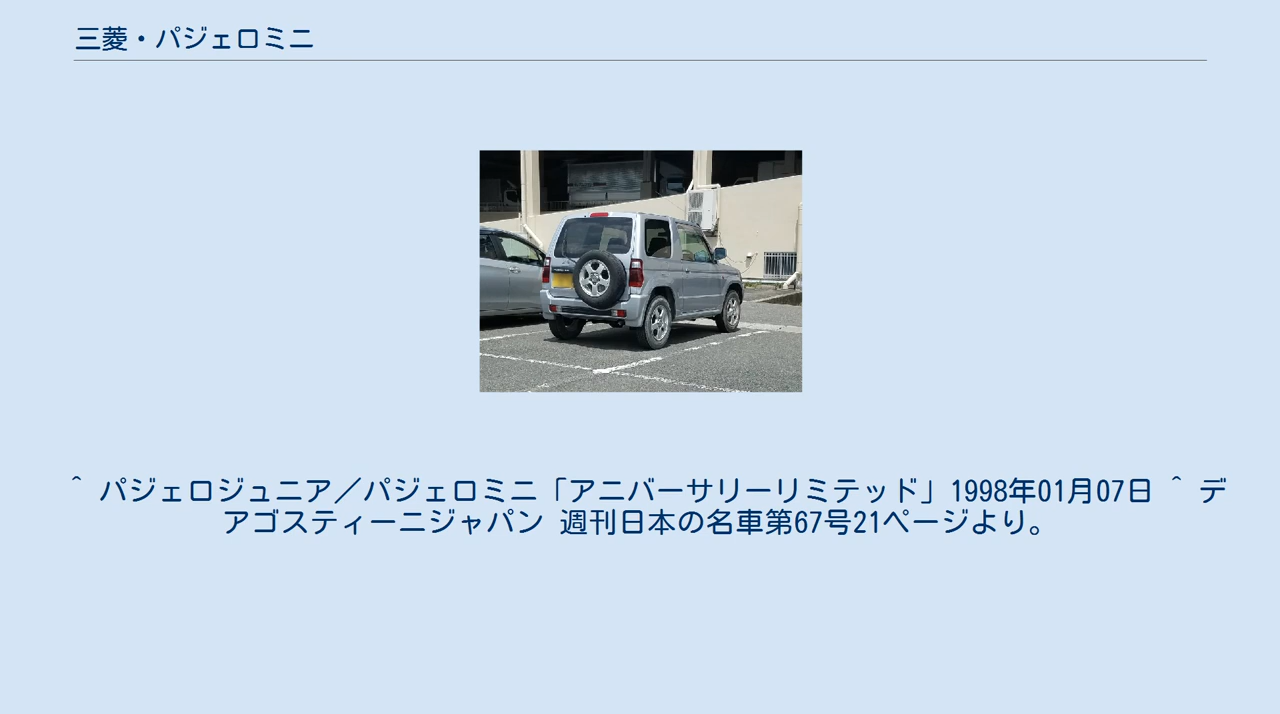 三菱・パジェロミニ
^ パジェロジュニア／パジェロミニ「アニバーサリーリミテッド」1998年01月07日 ^ デ
アゴスティーニジャパン 週刊日本の名車第67号21ページより。